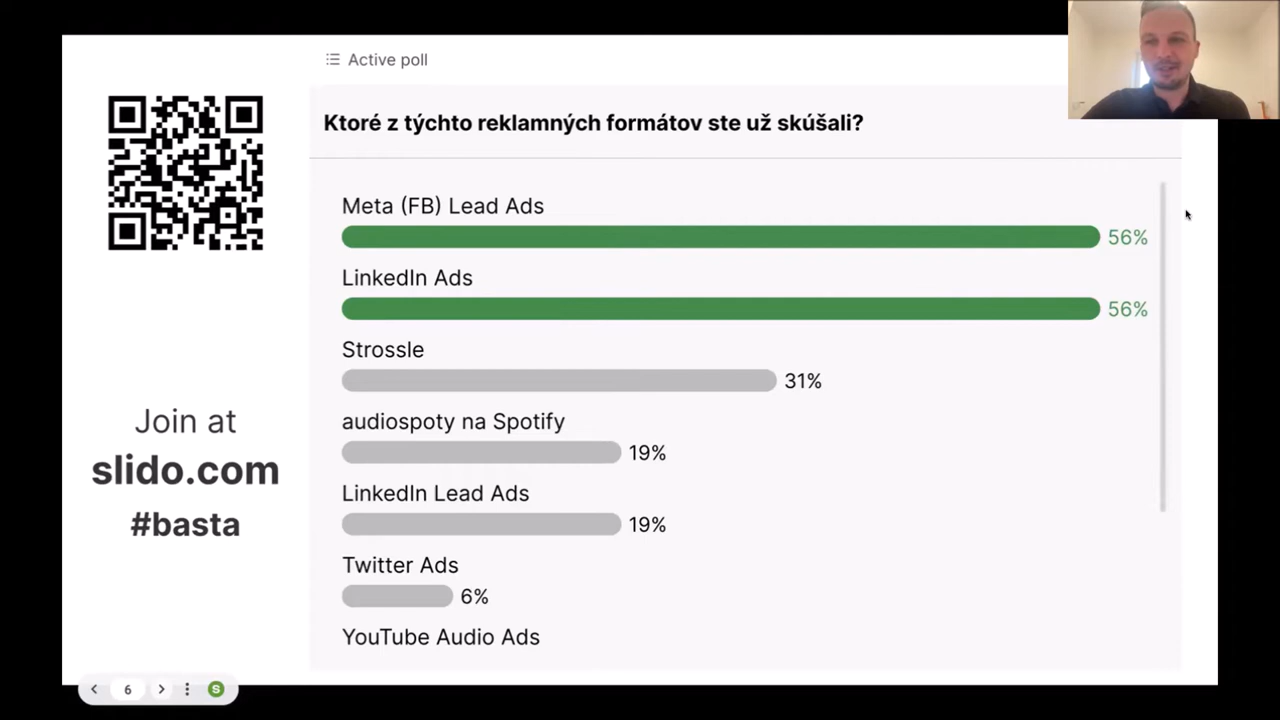 Active poll
Ktoré z týchto reklamných formátov ste už skúšali?
Meta (FB) Lead Ads
56%
LinkedIn Ads
56%
Strossle
31%
audiospoty na Spotify
19%
LinkedIn Lead Ads
19%
Twitter Ads
6%
YouTube Audio Ads
Join at
slido.com
#basta
6
S